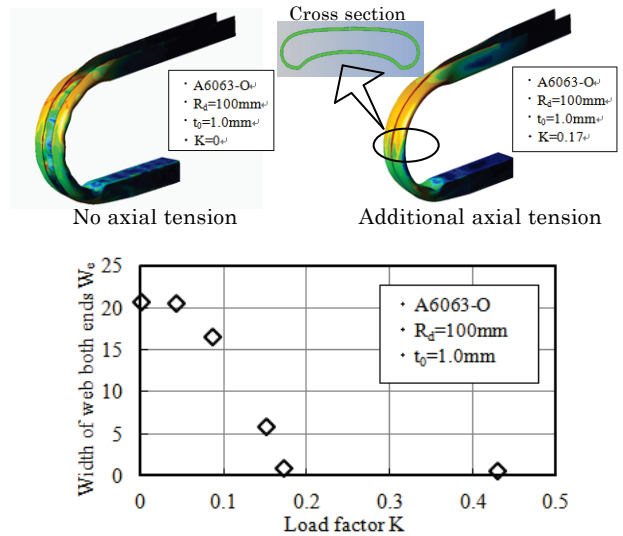 Cross section
・ A6063-O↵
・ Rd=100mm↵
・ t0=1.0mm↵
・ K=0↵
・ A6063-O↵
・ Rd=100mm↵
・ t0=1.0mm↵
・ K=0.17↵
No axial tension
Additional axial tension
Width of web both ends We
25
20
15
10
5
0
・ A6063-O
・ Rd=100mm
・ t0=1.0mm
0 0.1 0.2 0.3 0.4 0.5
Load factor K